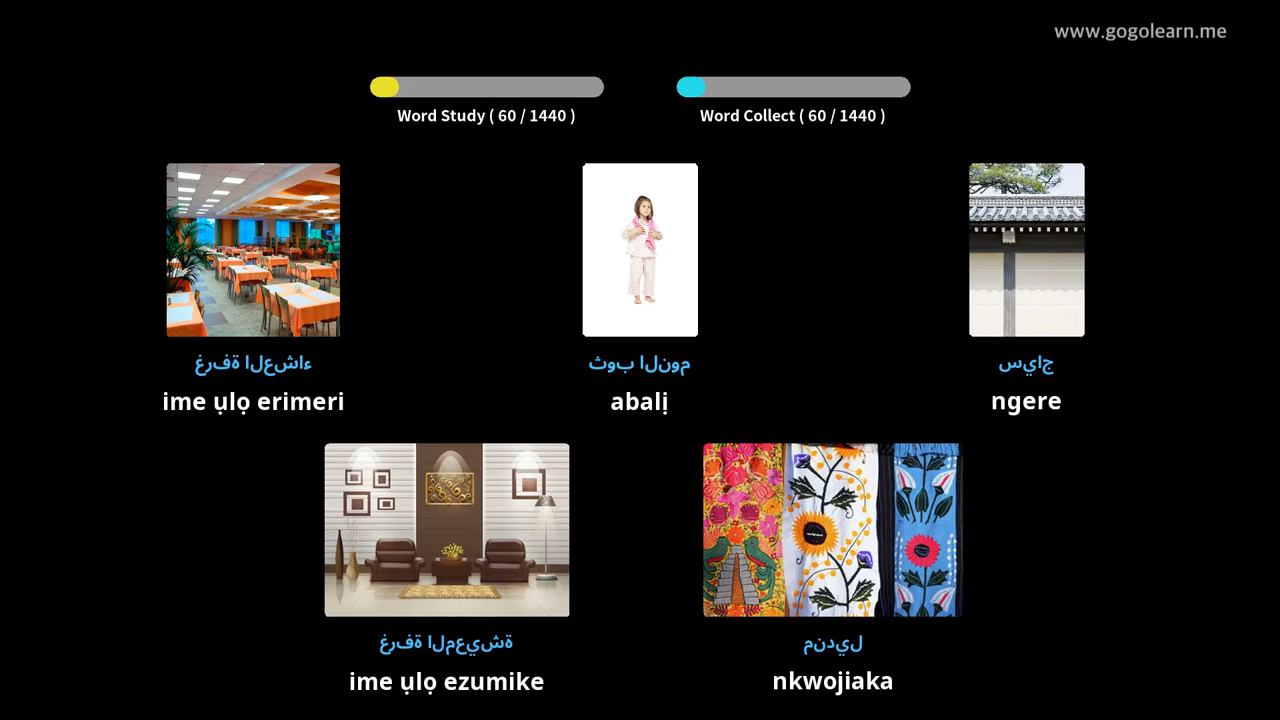 www.gogolearn.me
Word Study ( 60 / 1440 )
Word Collect ( 60 / 1440 )
غرفة العشاء
ime ụlọ erimeri
ثوب النوم
abalị
سياج
ngere
غرفة المعيشة
ime ụlọ ezumike
منديل
nkwojiaka